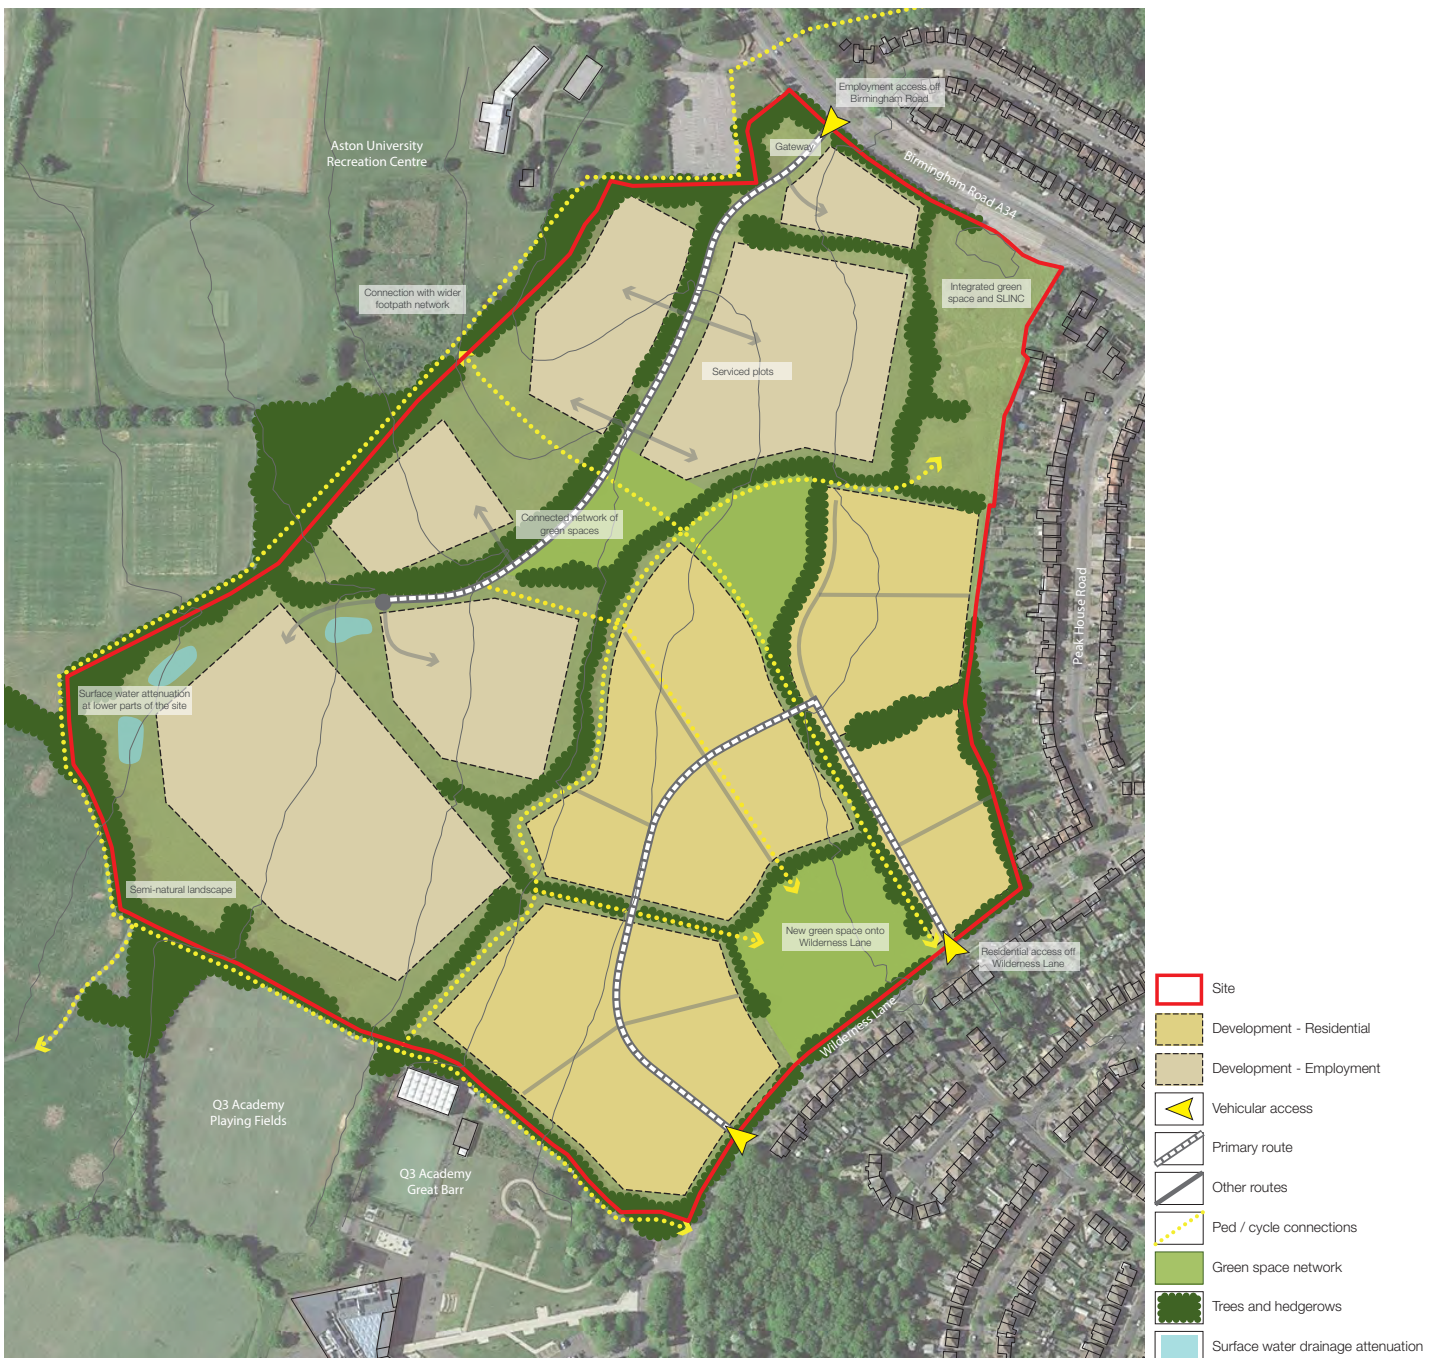 Employment access off
Birmingham Road
Gateway
Aston University
Recreation Centre
Birmingham Road A34
Connection with wider
footpath network
Integrated green
space and SLINC
Serviced plots
Connected network of
green spaces
Peak House Road
Surface water attenuation
at lower parts of the site
Semi-natural landscape
New green space onto
Wilderness Lane
Residential access off
Wilderness Lane
Wilderness Lane
Q3 Academy
Playing Fields
Q3 Academy
Great Barr
Site
Development - Residential
Development - Employment
Vehicular access
Primary route
Other routes
Ped / cycle connections
Green space network
Trees and hedgerows
Surface water drainage attenuation